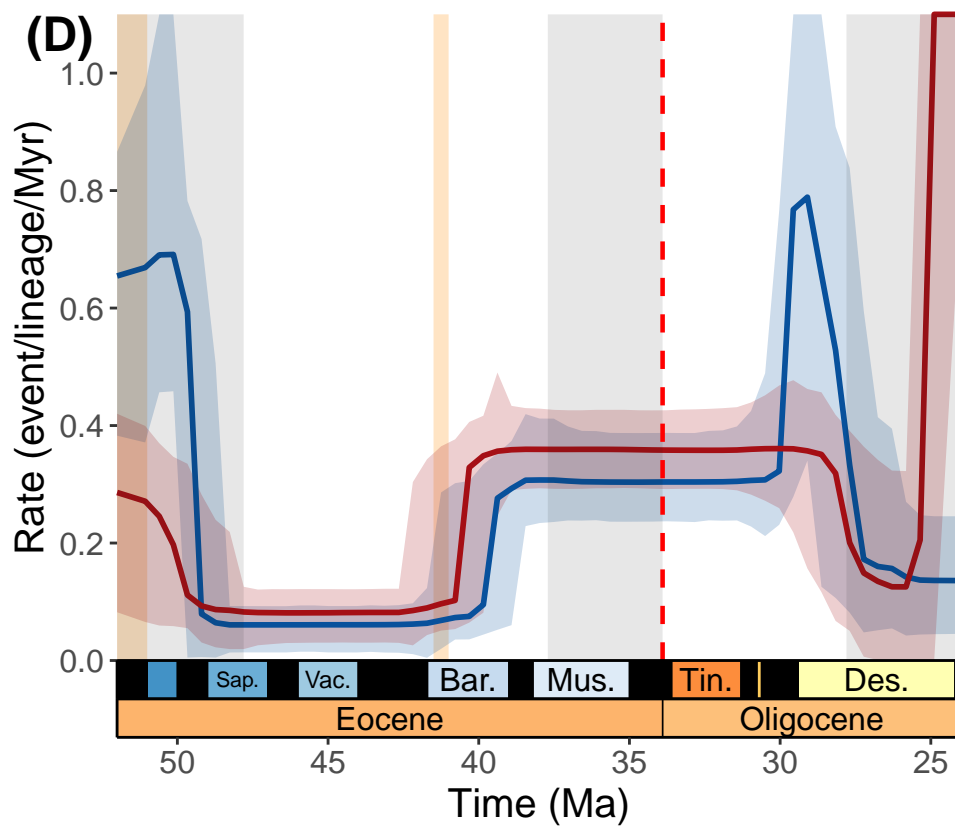 (D)
Rate (event/lineage/Myr)
1.0
0.8
0.6
0.4
0.2
0.0
Sap. Vac. Bar. Mus. Tin. Des.
Eocene Oligocene
50 45 40 35 30 25
Time (Ma)